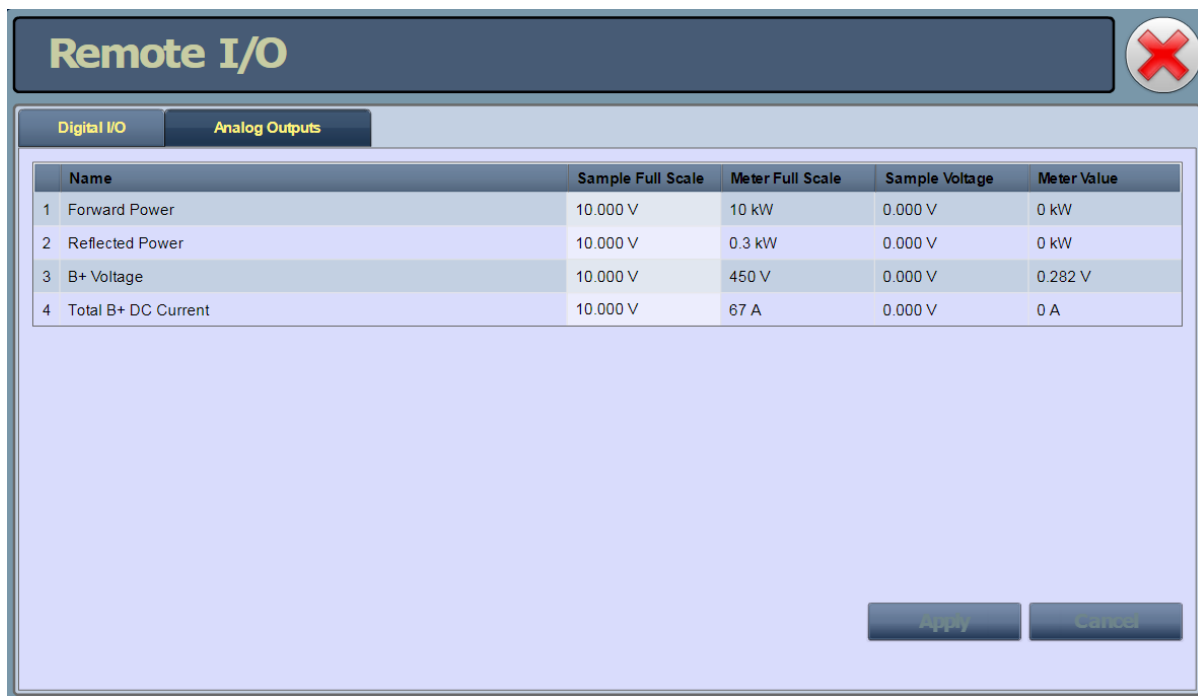 Remote I/O
Digital I/O Analog Outputs
Name Sample Full Scale Meter Full Scale Sample Voltage Meter Value
1 Forward Power 10.000 V 10 kW 0.000 V 0 kW
2 Reflected Power 10.000 V 0.3 kW 0.000 V 0 kW
3 B+ Voltage 10.000 V 450 V 0.000 V 0.282 V
4 Total B+ DC Current 10.000 V 67 A 0.000 V 0 A
Apply Cancel